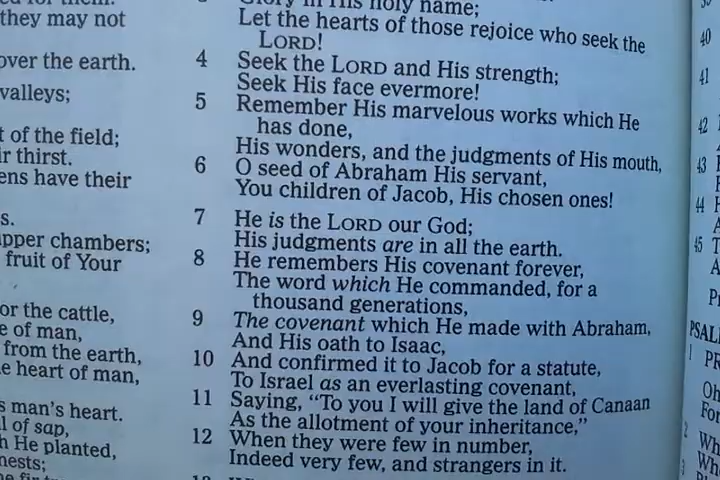 they may not
over the earth.
valleys;
t of the field;
ir thirst.
ens have their
s.
pper chambers;
fruit of Your
or the cattle,
e of man,
from the earth,
e heart of man,
s man's heart.
l of sap,
h He planted,
nests;
Glory in His holy name;
Let the hearts of those rejoice who seek the
LORD!
4 Seek the LORD and His strength;
Seek His face evermore!
5 Remember His marvelous works which He
has done,
His wonders, and the judgments of His mouth,
6 O seed of Abraham His servant,
You children of Jacob, His chosen ones!
7 He is the LORD our God;
His judgments are in all the earth.
8 He remembers His covenant forever,
The word which He commanded, for a
thousand generations,
9 The covenant which He made with Abraham,
And His oath to Isaac,
10 And confirmed it to Jacob for a statute,
To Israel as an everlasting covenant,
11 Saying, "To you I will give the land of Canaan
As the allotment of your inheritance,"
12 When they were few in number,
Indeed very few, and strangers in it.
40
41
42
43
44
45
PSAL
1 PR
Oh
For
2 Wh
Who
3